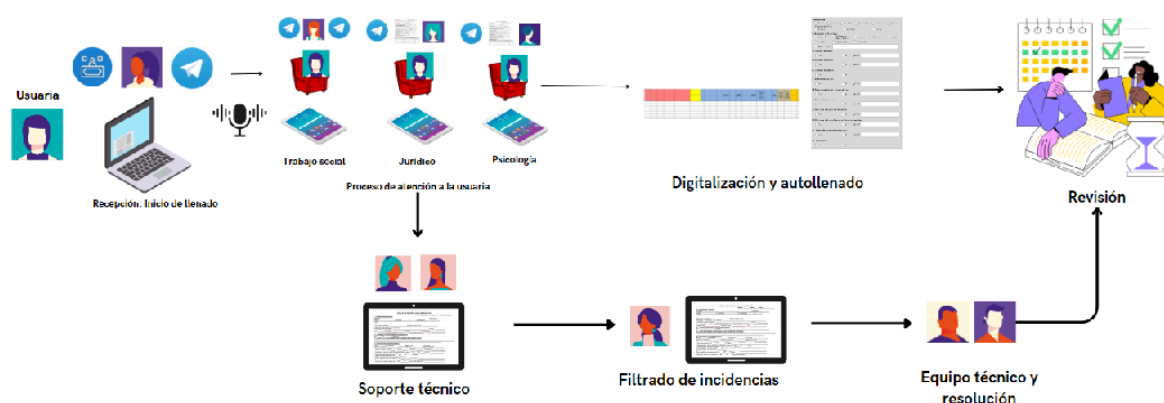 Usuaria
Recepción: Inicio de llenado
Trabajo social
Jurídico
Psicología
Proceso de atención a la usuaria
Digitalización y autollenado
Revisión
Soporte técnico
Filtrado de incidencias
Equipo técnico y
resolución